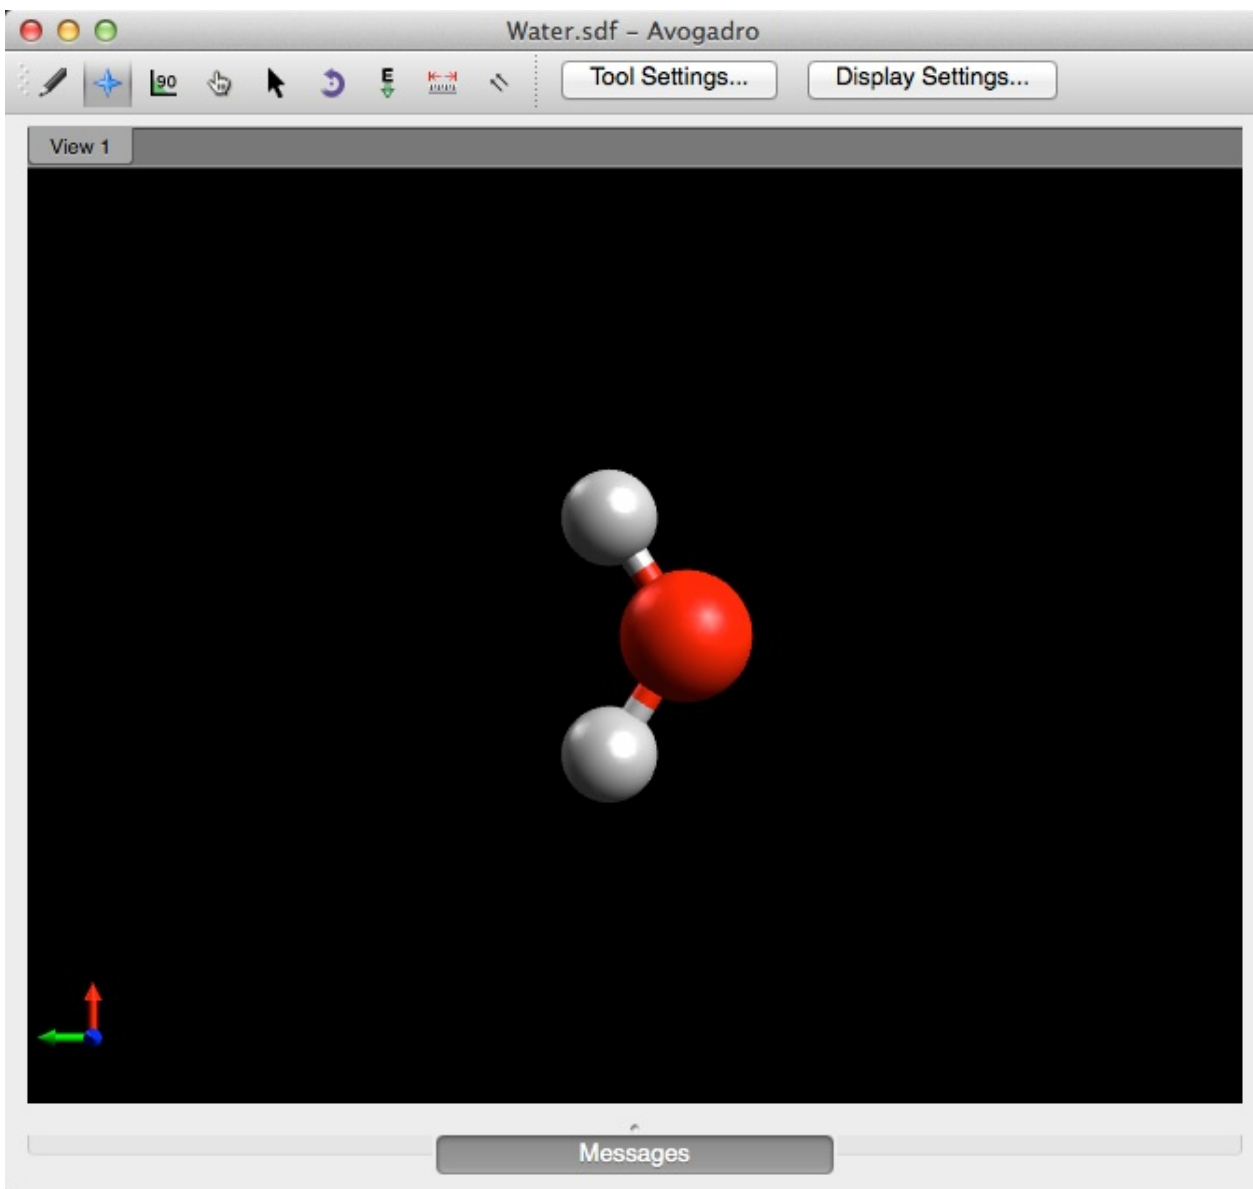 Water.sdf – Avogadro
90
E
Tool Settings...
Display Settings...
View 1
Messages